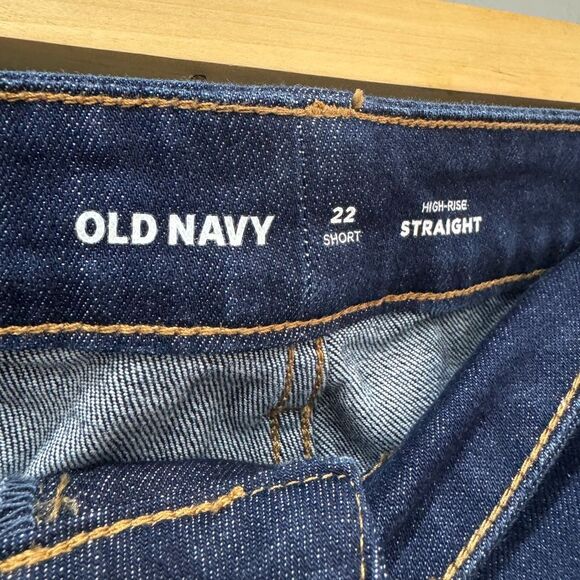 OLD NAVY
22
SHORT
HIGH-RISE
STRAIGHT